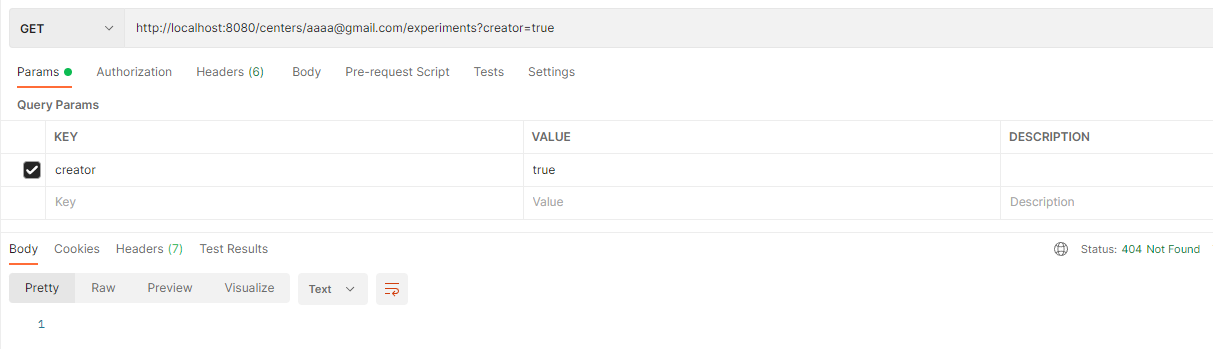 GET http://localhost:8080/centers/aaaa@gmail.com/experiments?creator=true
Params Authorization Headers (6) Body Pre-request Script Tests Settings
Query Params
KEY VALUE DESCRIPTION
creator true
Key Value Description
Body Cookies Headers (7) Test Results Status: 404 Not Found
Pretty Raw Preview Visualize Text
1